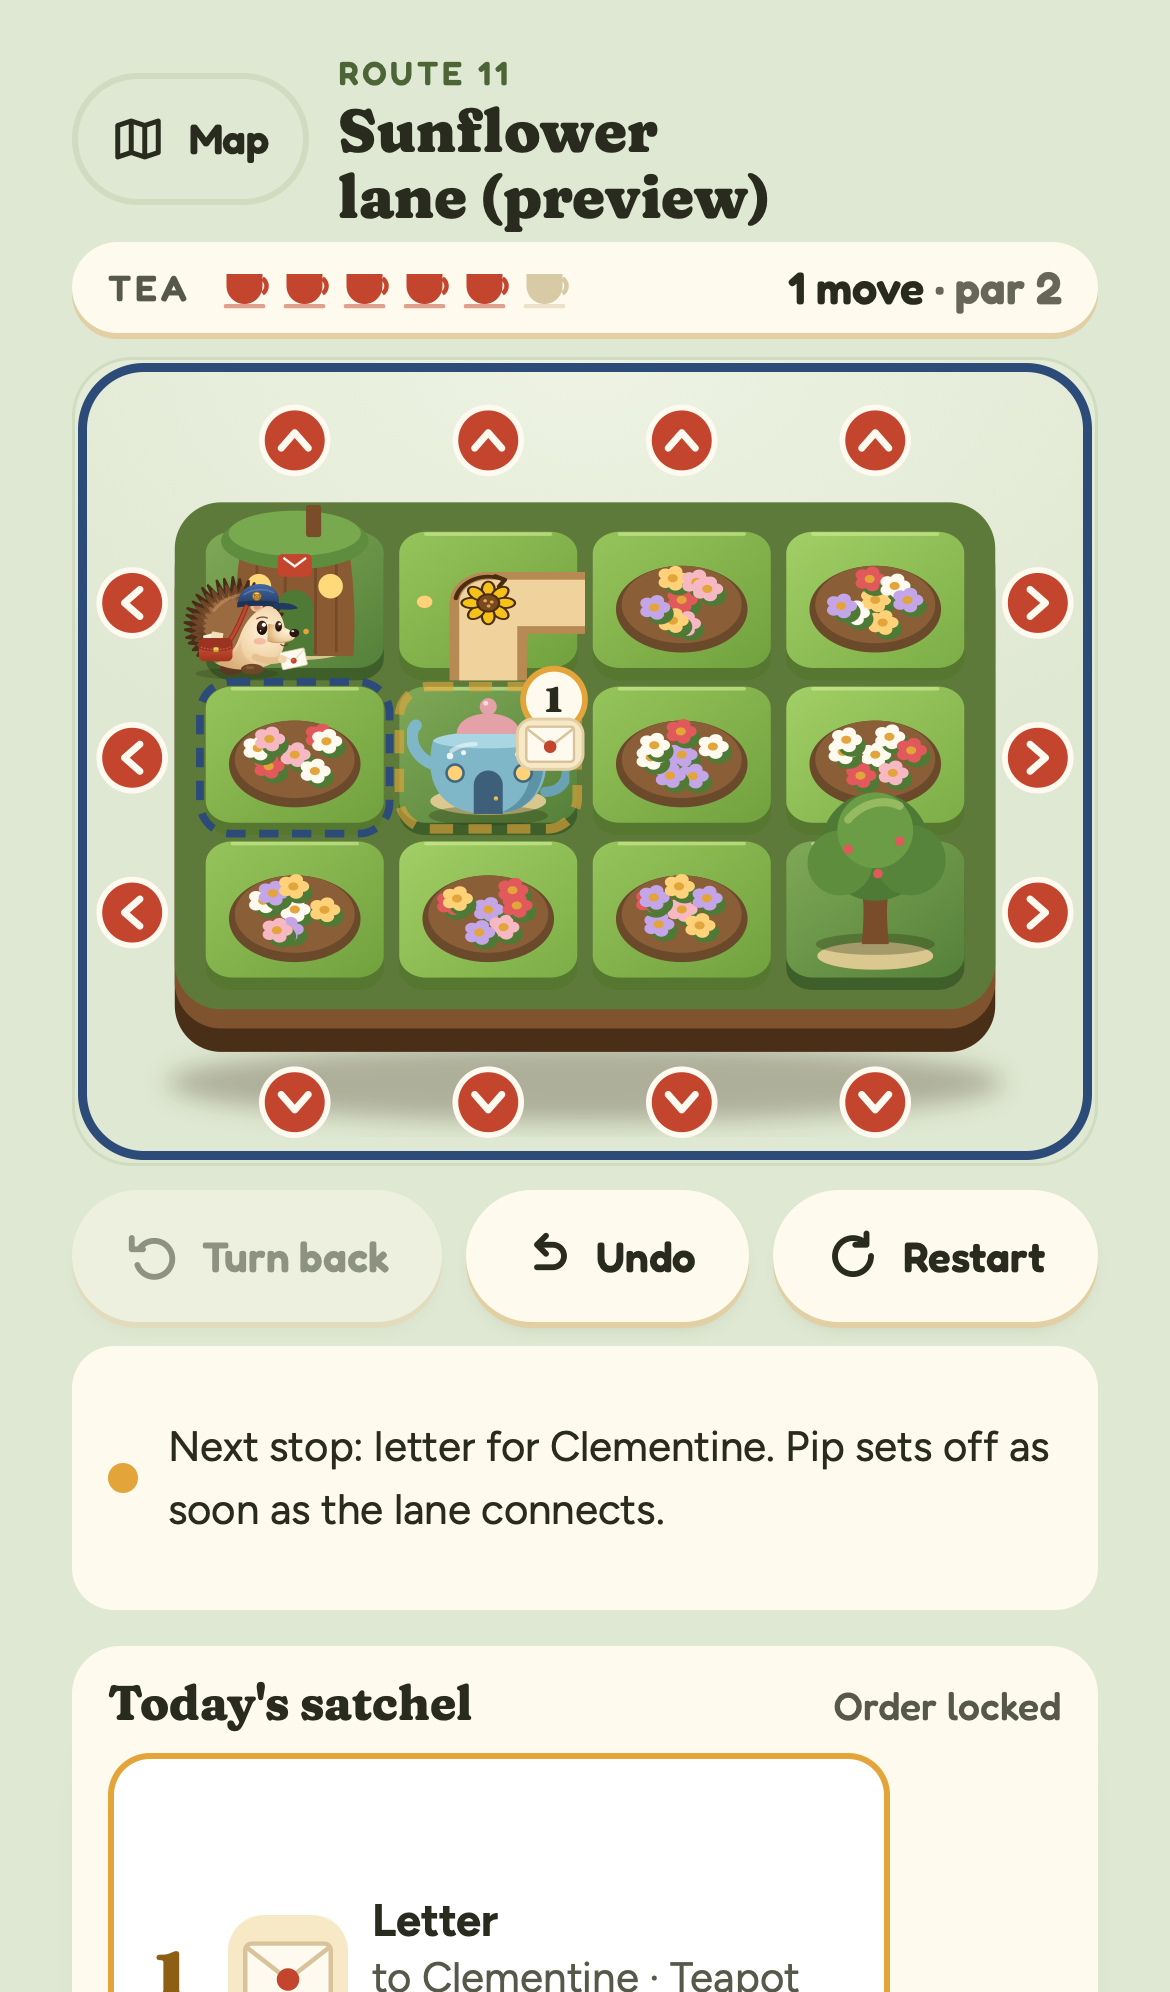 ROUTE 11
Map
Sunflower
lane (preview)
TEA
1 move · par 2
1
Turn back
Undo
Restart
Next stop: letter for Clementine. Pip sets off as
soon as the lane connects.
Today's satchel
Order locked
1
Letter
to Clementine · Teapot